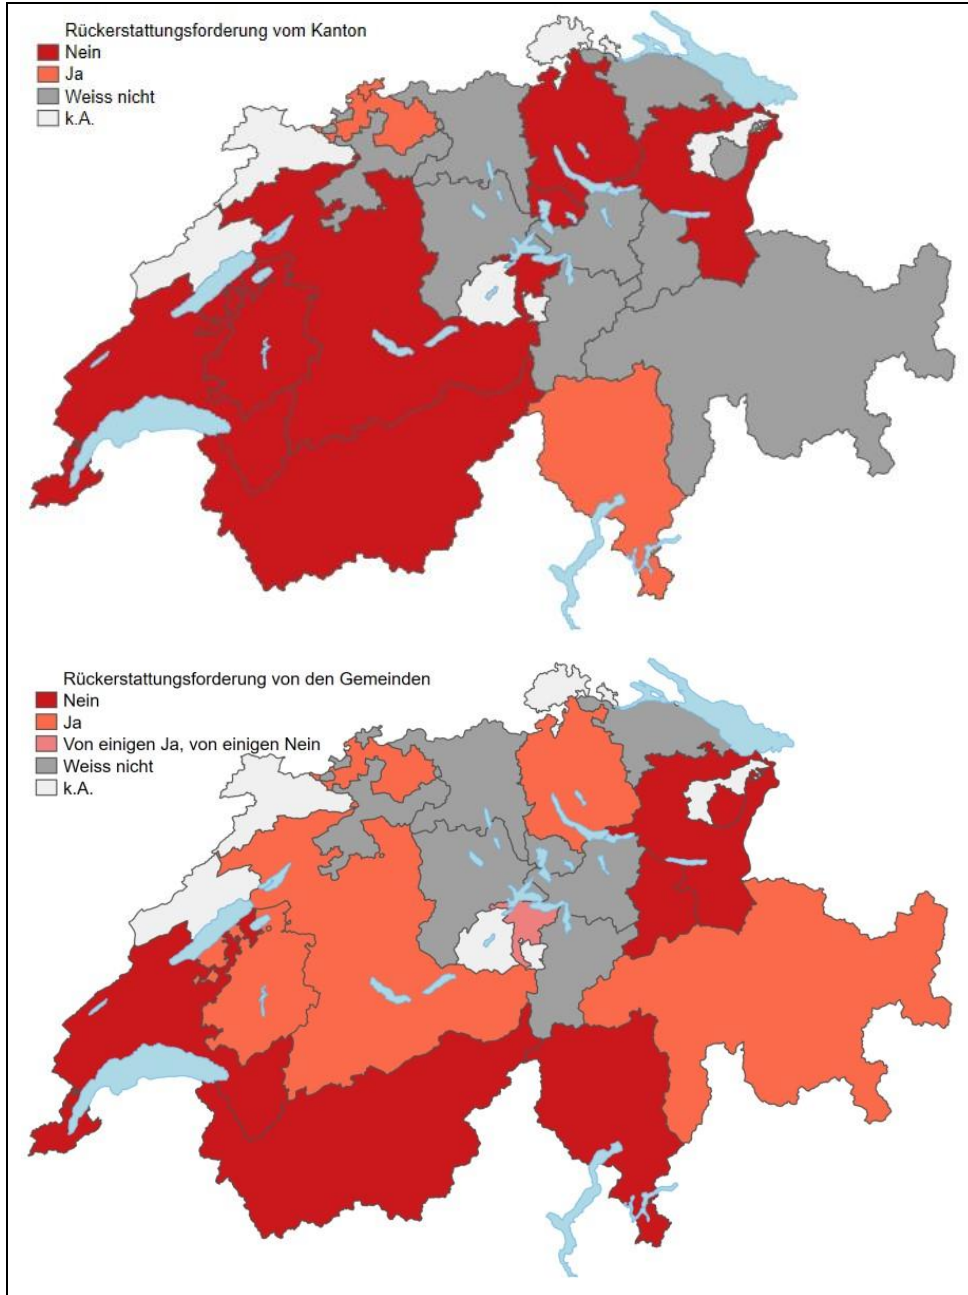 Rückerstattungsforderung vom Kanton
Nein
Ja
Weiss nicht
k.A.
Rückerstattungsforderung von den Gemeinden
Nein
Ja
Von einigen Ja, von einigen Nein
Weiss nicht
k.A.